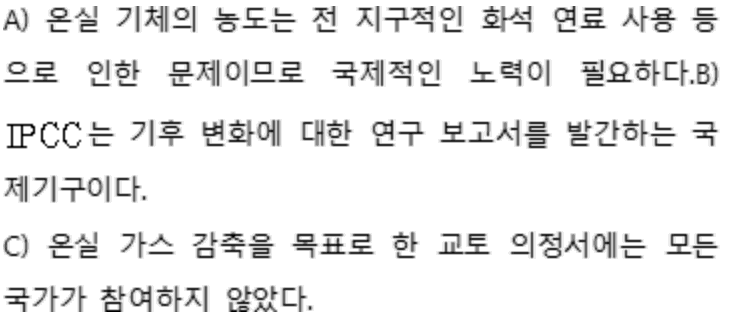 A) 온실 기체의 농도는 전 지구적인 화석 연료 사용 등
으로 인한 문제이므로 국제적인 노력이 필요하다.B)
IPCC는 기후 변화에 대한 연구 보고서를 발간하는 국
제기구이다.
C) 온실 가스 감축을 목표로 한 교토 의정서에는 모든
국가가 참여하지 않았다.